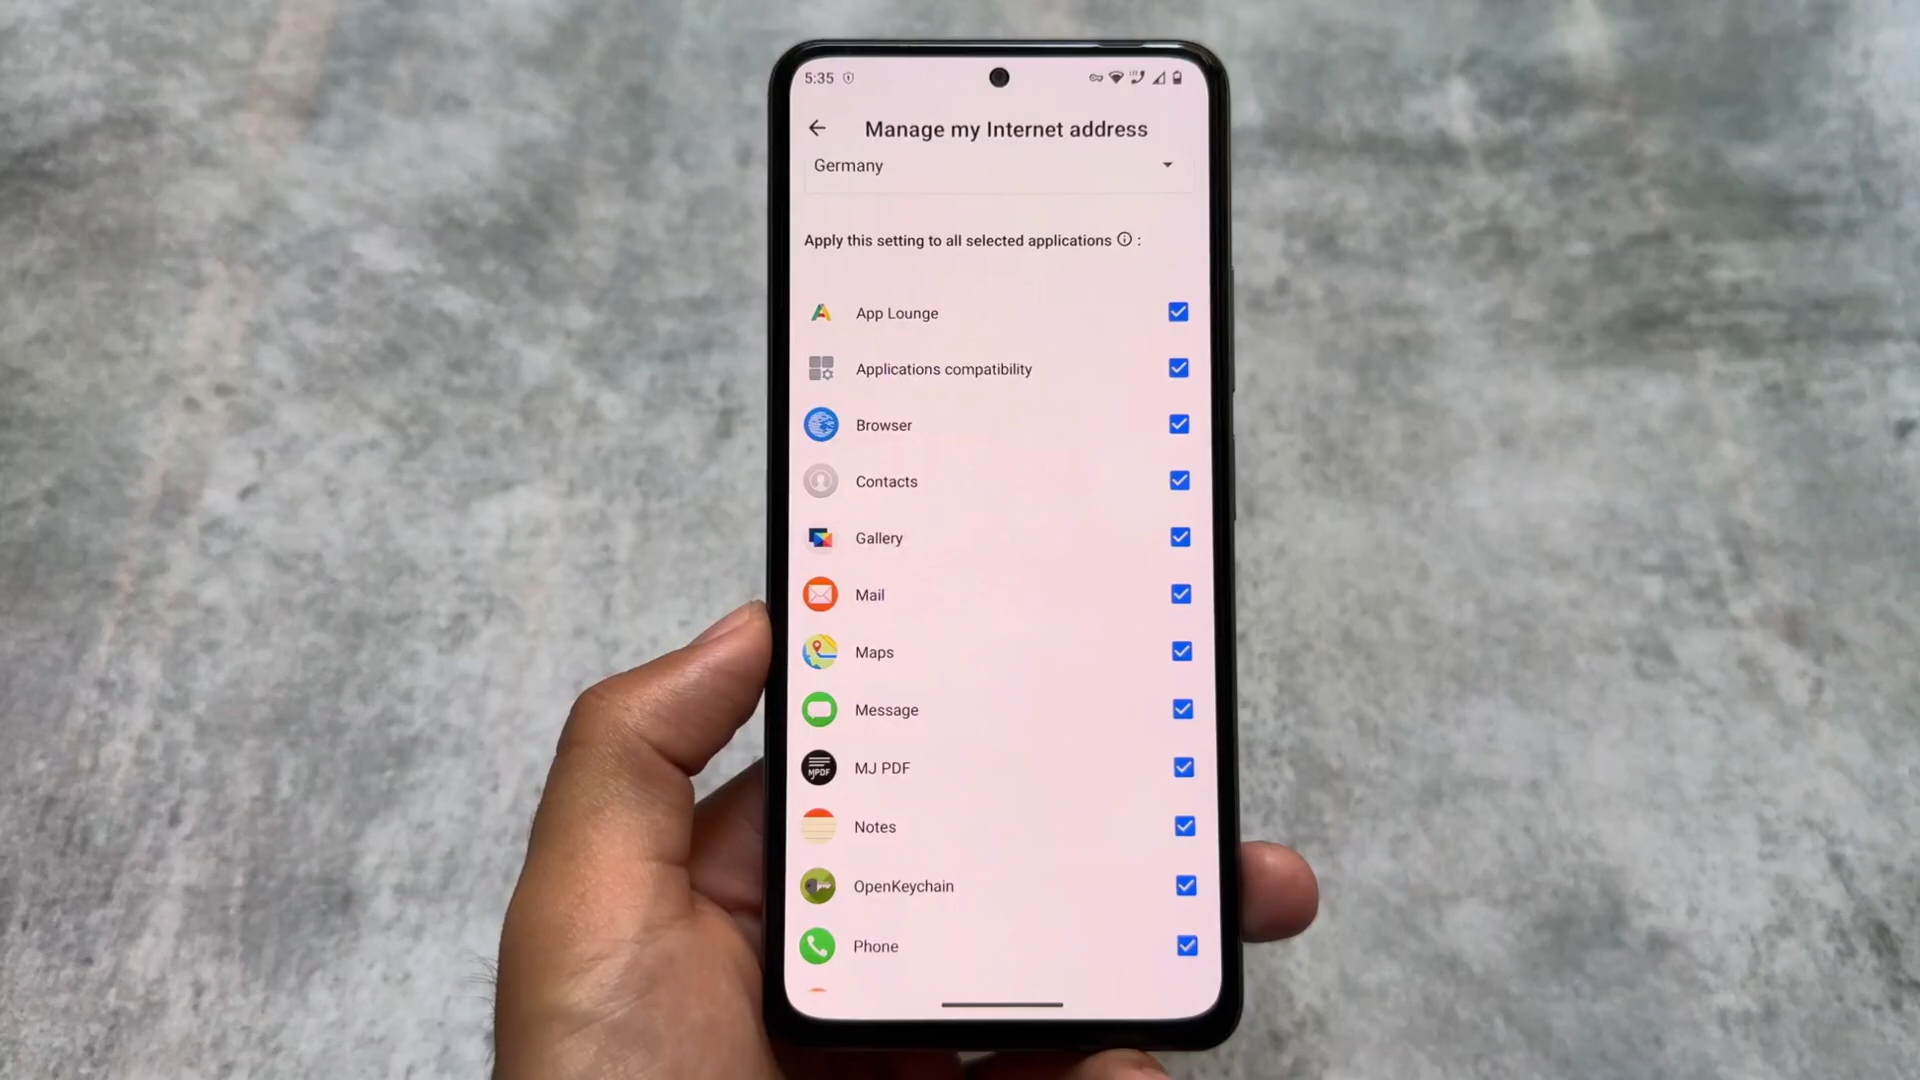 5:35
Manage my Internet address
Germany
Apply this setting to all selected applications ⓘ :
App Lounge
Applications compatibility
Browser
Contacts
Gallery
Mail
Maps
Message
MPDF
MJ PDF
Notes
OpenKeychain
Phone